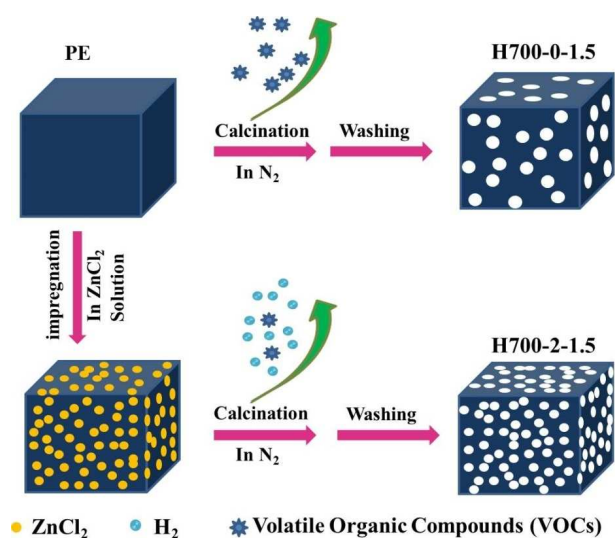 PE
H700-0-1.5
Calcination
In N₂
Washing
impregnation
In ZnCl₂
Solution
H700-2-1.5
Calcination
In N₂
Washing
ZnCl₂
H₂
Volatile Organic Compounds (VOCs)